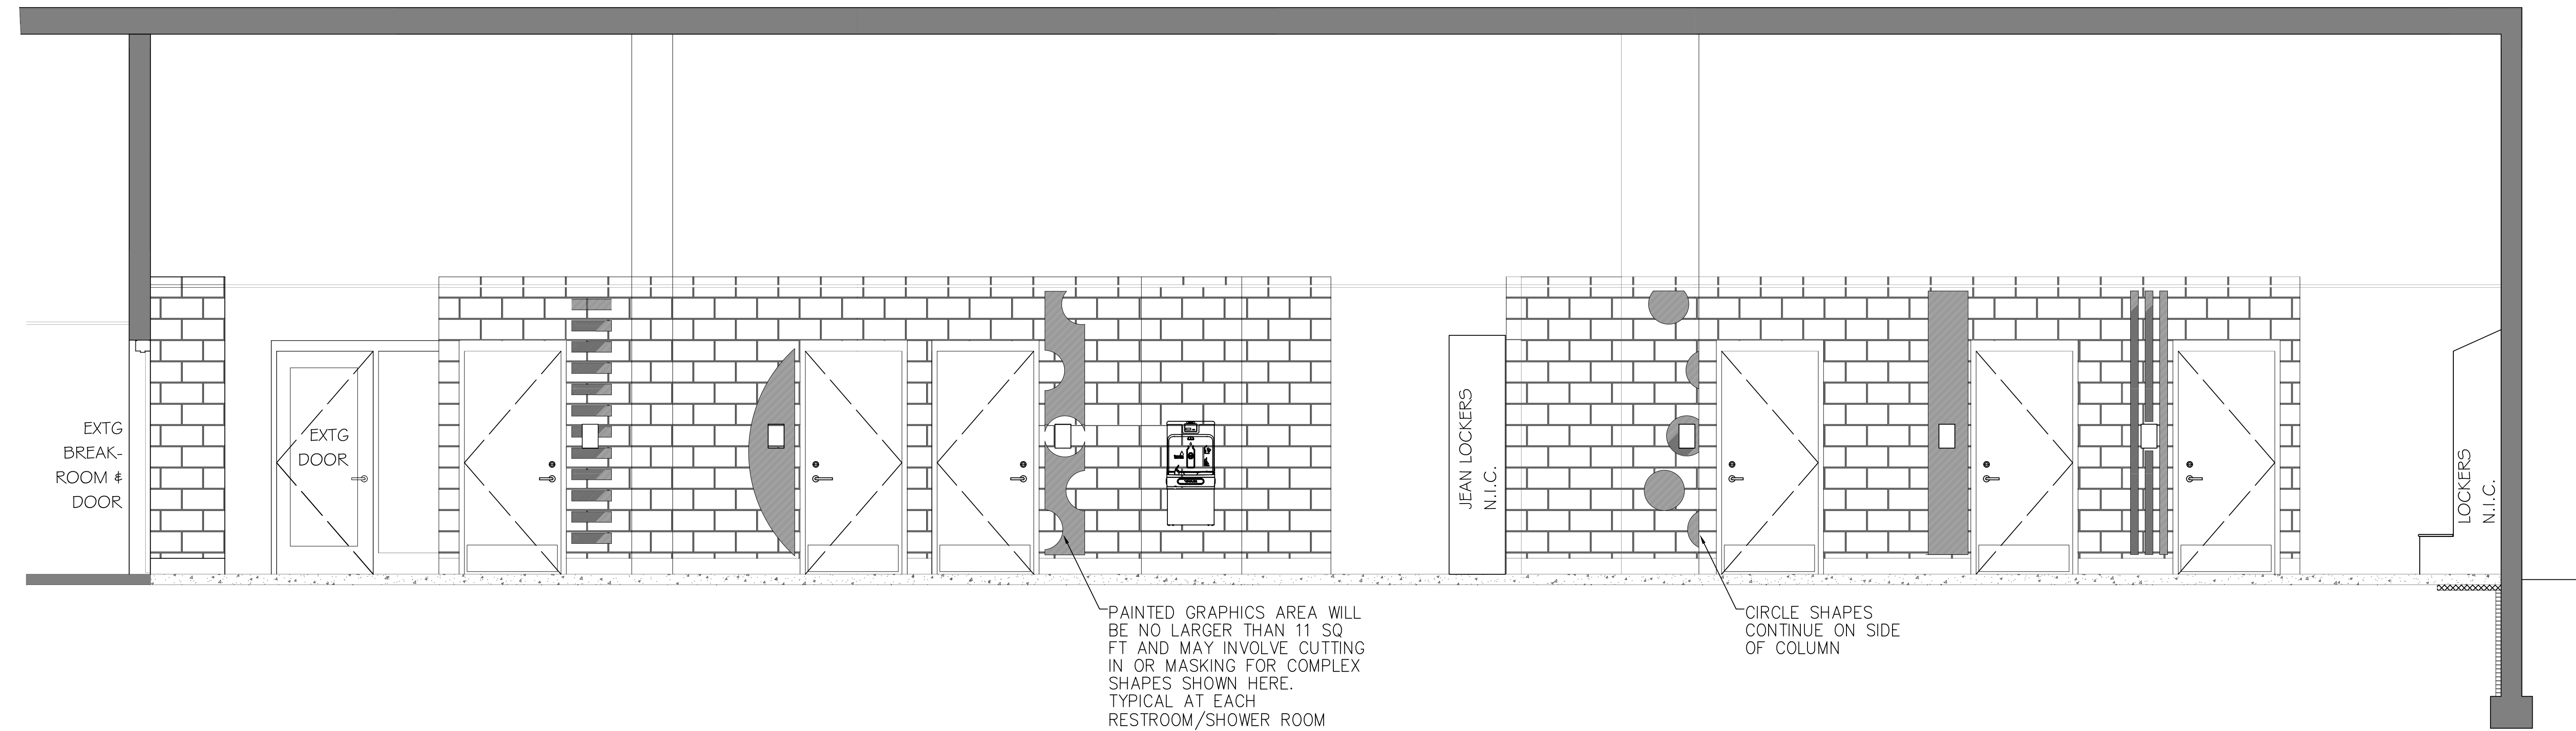 EXTG
BREAK-
ROOM &
DOOR
EXTG
DOOR
JEAN LOCKERS
N.I.C.
LOCKERS
N.I.C.
PAINTED GRAPHICS AREA WILL
BE NO LARGER THAN 11 SQ
FT AND MAY INVOLVE CUTTING
IN OR MASKING FOR COMPLEX
SHAPES SHOWN HERE.
TYPICAL AT EACH
RESTROOM/SHOWER ROOM
CIRCLE SHAPES
CONTINUE ON SIDE
OF COLUMN